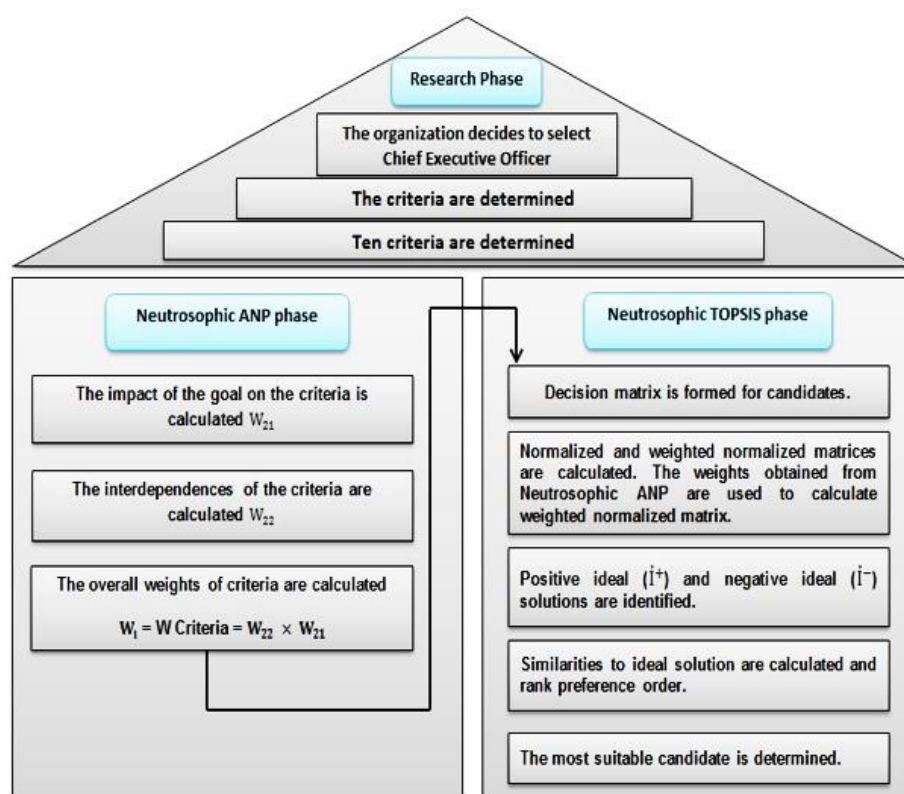 Research Phase
The organization decides to select
Chief Executive Officer
The criteria are determined
Ten criteria are determined
Neutrosophic ANP phase
The impact of the goal on the criteria is
calculated W₂₁
The interdependences of the criteria are
calculated W₂₂
The overall weights of criteria are calculated
Wᵢ = W Criteria = W₂₂ × W₂₁
Neutrosophic TOPSIS phase
Decision matrix is formed for candidates.
Normalized and weighted normalized matrices
are calculated. The weights obtained from
Neutrosophic ANP are used to calculate
weighted normalized matrix.
Positive ideal (İ⁺) and negative ideal (İ⁻)
solutions are identified.
Similarities to ideal solution are calculated and
rank preference order.
The most suitable candidate is determined.